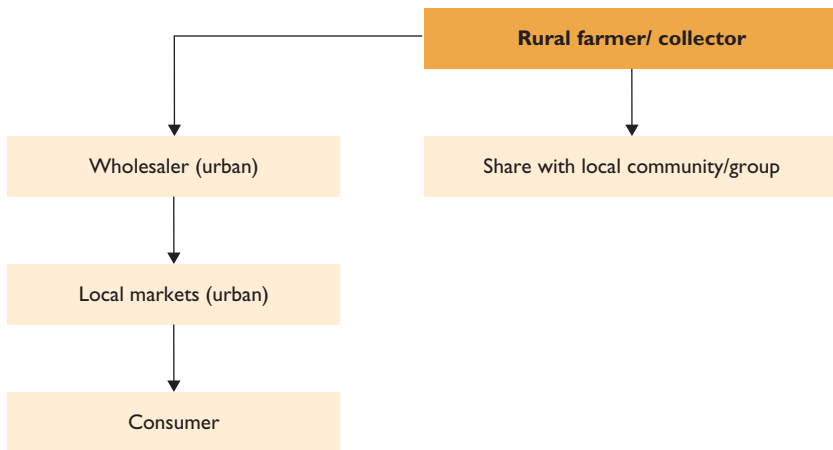 Rural farmer/ collector
Wholesaler (urban)
Share with local community/group
Local markets (urban)
Consumer